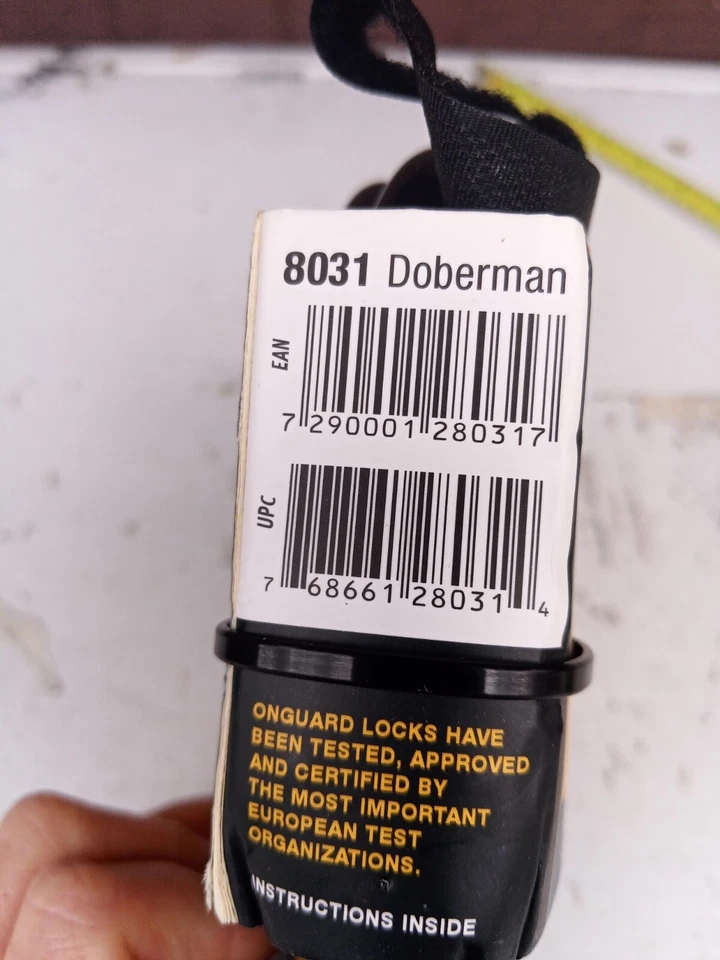 8031 Doberman
EAN
7 290001 280317
UPC
7 68661 28031 4
ONGUARD LOCKS HAVE
BEEN TESTED, APPROVED
AND CERTIFIED BY
THE MOST IMPORTANT
EUROPEAN TEST
ORGANIZATIONS.
INSTRUCTIONS INSIDE